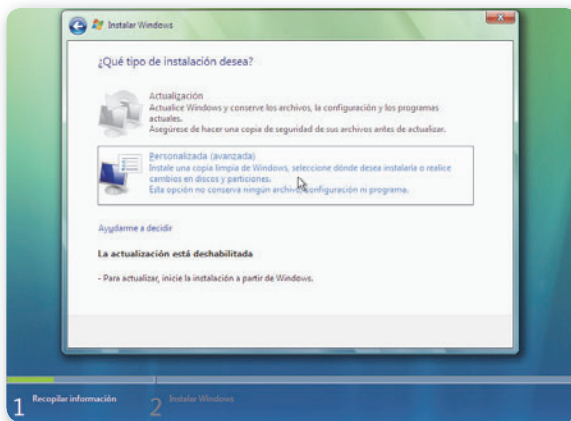 Instalar Windows
¿Qué tipo de instalación desea?
Actualización
Actualice Windows y conserve los archivos, la configuración y los programas
actuales.
Asegúrese de hacer una copia de seguridad de sus archivos antes de actualizar.
Personalizada (avanzada)
Instale una copia limpia de Windows, seleccione dónde desea instalarla o realice
cambios en discos y particiones.
Esta opción no conserva ningún archivo, configuración ni programa.
Ayudarme a decidir
La actualización está deshabilitada
- Para actualizar, inicie la instalación a partir de Windows.
1 Recopilar información 2 Instalar Windows